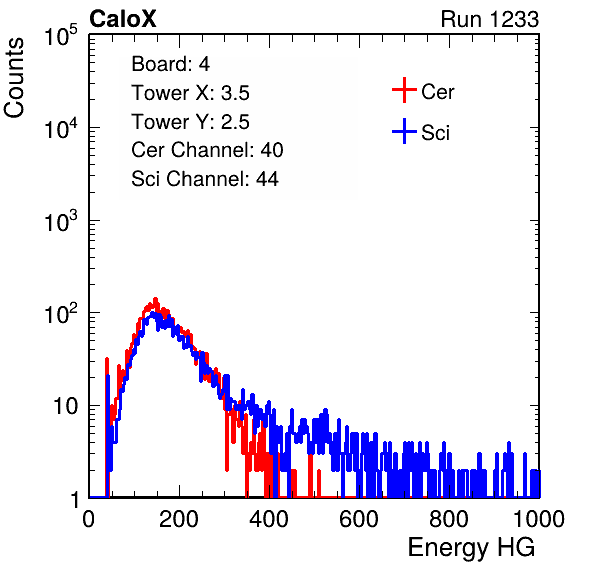 CaloX Run 1233
Counts
Board: 4
Tower X: 3.5
Tower Y: 2.5
Cer Channel: 40
Sci Channel: 44
Cer
Sci
10^5
10^4
10^3
10^2
10
1
0 200 400 600 800 1000
Energy HG